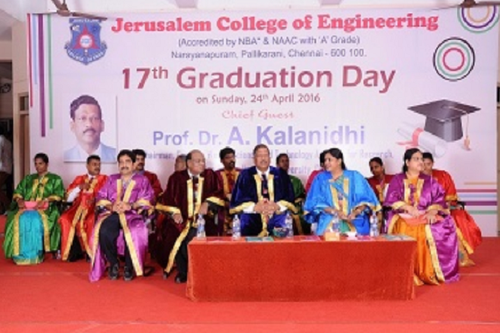 Jerusalem College of Engineering
(Accredited by NBA* & NAAC with 'A' Grade)
Narayanapuram, Pallikarani, Chennai - 600 100.
17th Graduation Day
on Sunday, 24th April 2016
Chief Guest
Prof. Dr. A. Kalanidhi